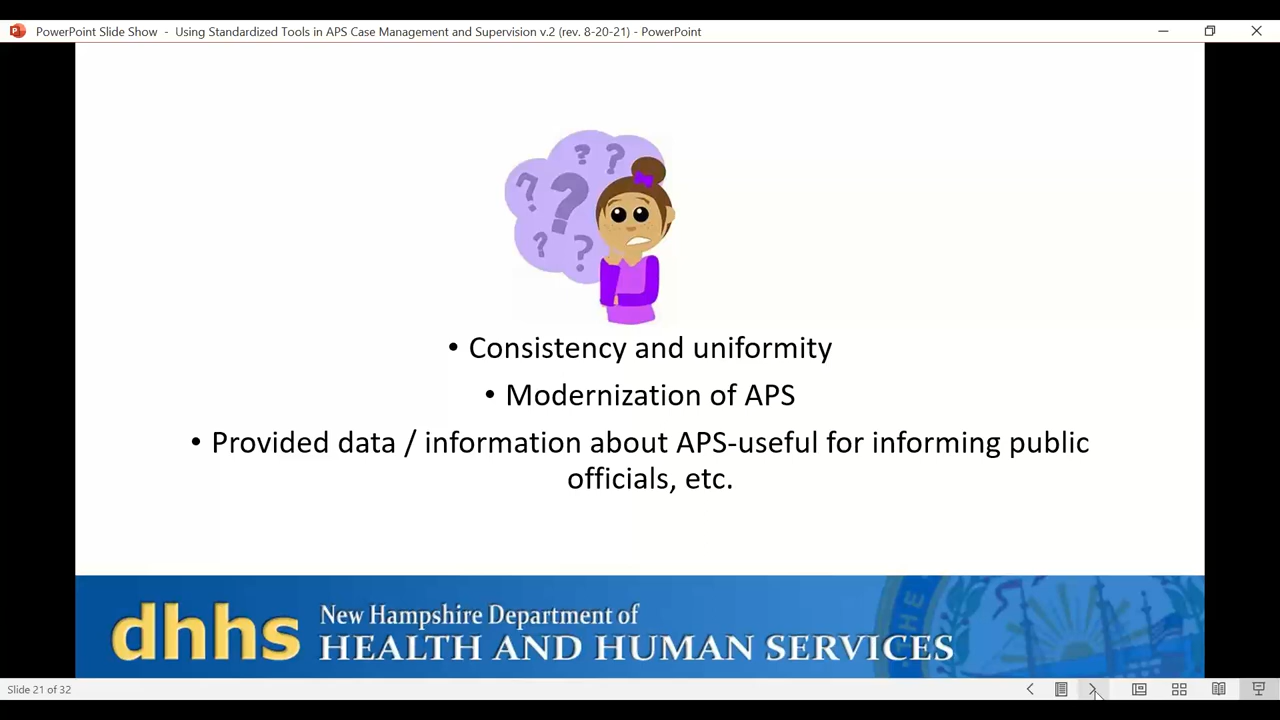 PowerPoint Slide Show - Using Standardized Tools in APS Case Management and Supervision v.2 (rev. 8-20-21) - PowerPoint
? ?
? ?
? ?
• Consistency and uniformity
• Modernization of APS
• Provided data / information about APS-useful for informing public
officials, etc.
dhhs
New Hampshire Department of
HEALTH AND HUMAN SERVICES
THE
Slide 21 of 32